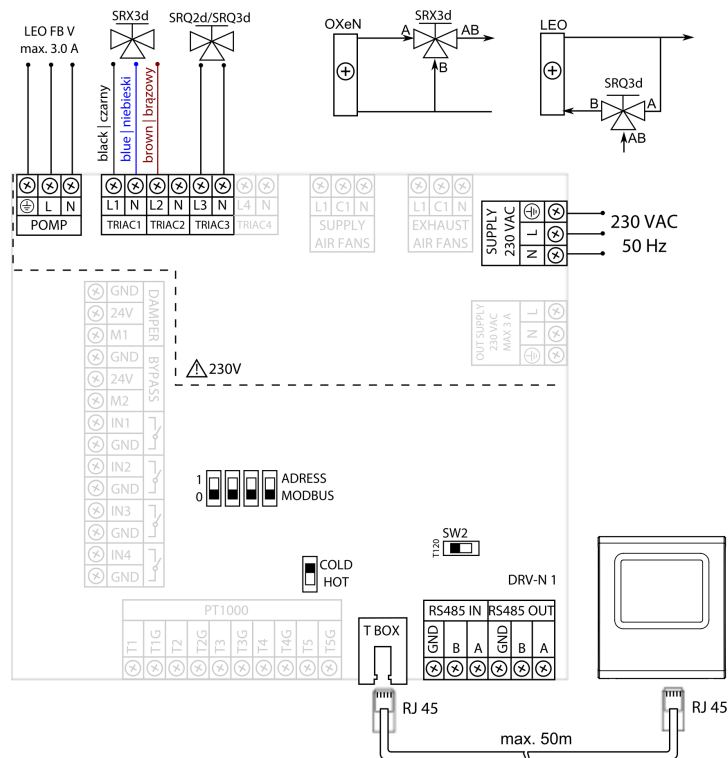 LEO FB V
max. 3.0 A
SRX3d
SRQ2d/SRQ3d
black | czarny
blue | niebieski
brown | brązowy
OXeN
SRX3d
A
AB
B
LEO
SRQ3d
B
A
AB
L
N
POMP
L1
N
L2
N
L3
N
L4
N
TRIAC1
TRIAC2
TRIAC3
TRIAC4
L1
C1
N
SUPPLY
AIR FANS
L1
C1
N
EXHAUST
AIR FANS
SUPPLY
230 VAC
L
N
230 VAC
50 Hz
OUT SUPPLY
230 VAC
MAX 3 A
L
N
GND
24V
M1
DAMPER
GND
24V
M2
BYPASS
IN1
GND
IN2
GND
IN3
GND
IN4
GND
230V
1
0
ADRESS
MODBUS
COLD
HOT
SW2
T120
DRV-N 1
PT1000
T1
T1G
T2
T2G
T3
T3G
T4
T4G
T5
T5G
T BOX
RS485 IN
RS485 OUT
GND
B
A
GND
B
A
RJ 45
RJ 45
max. 50m